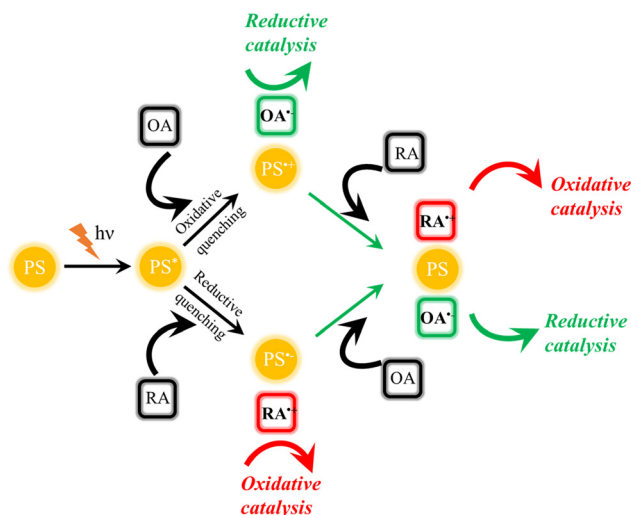 Reductive
catalysis
OA•-
OA
PS•+
RA
Oxidative
quenching
RA•+
Oxidative
catalysis
hν
PS
PS*
PS
Reductive
quenching
OA•-
Reductive
catalysis
PS•-
RA
OA
RA•+
Oxidative
catalysis